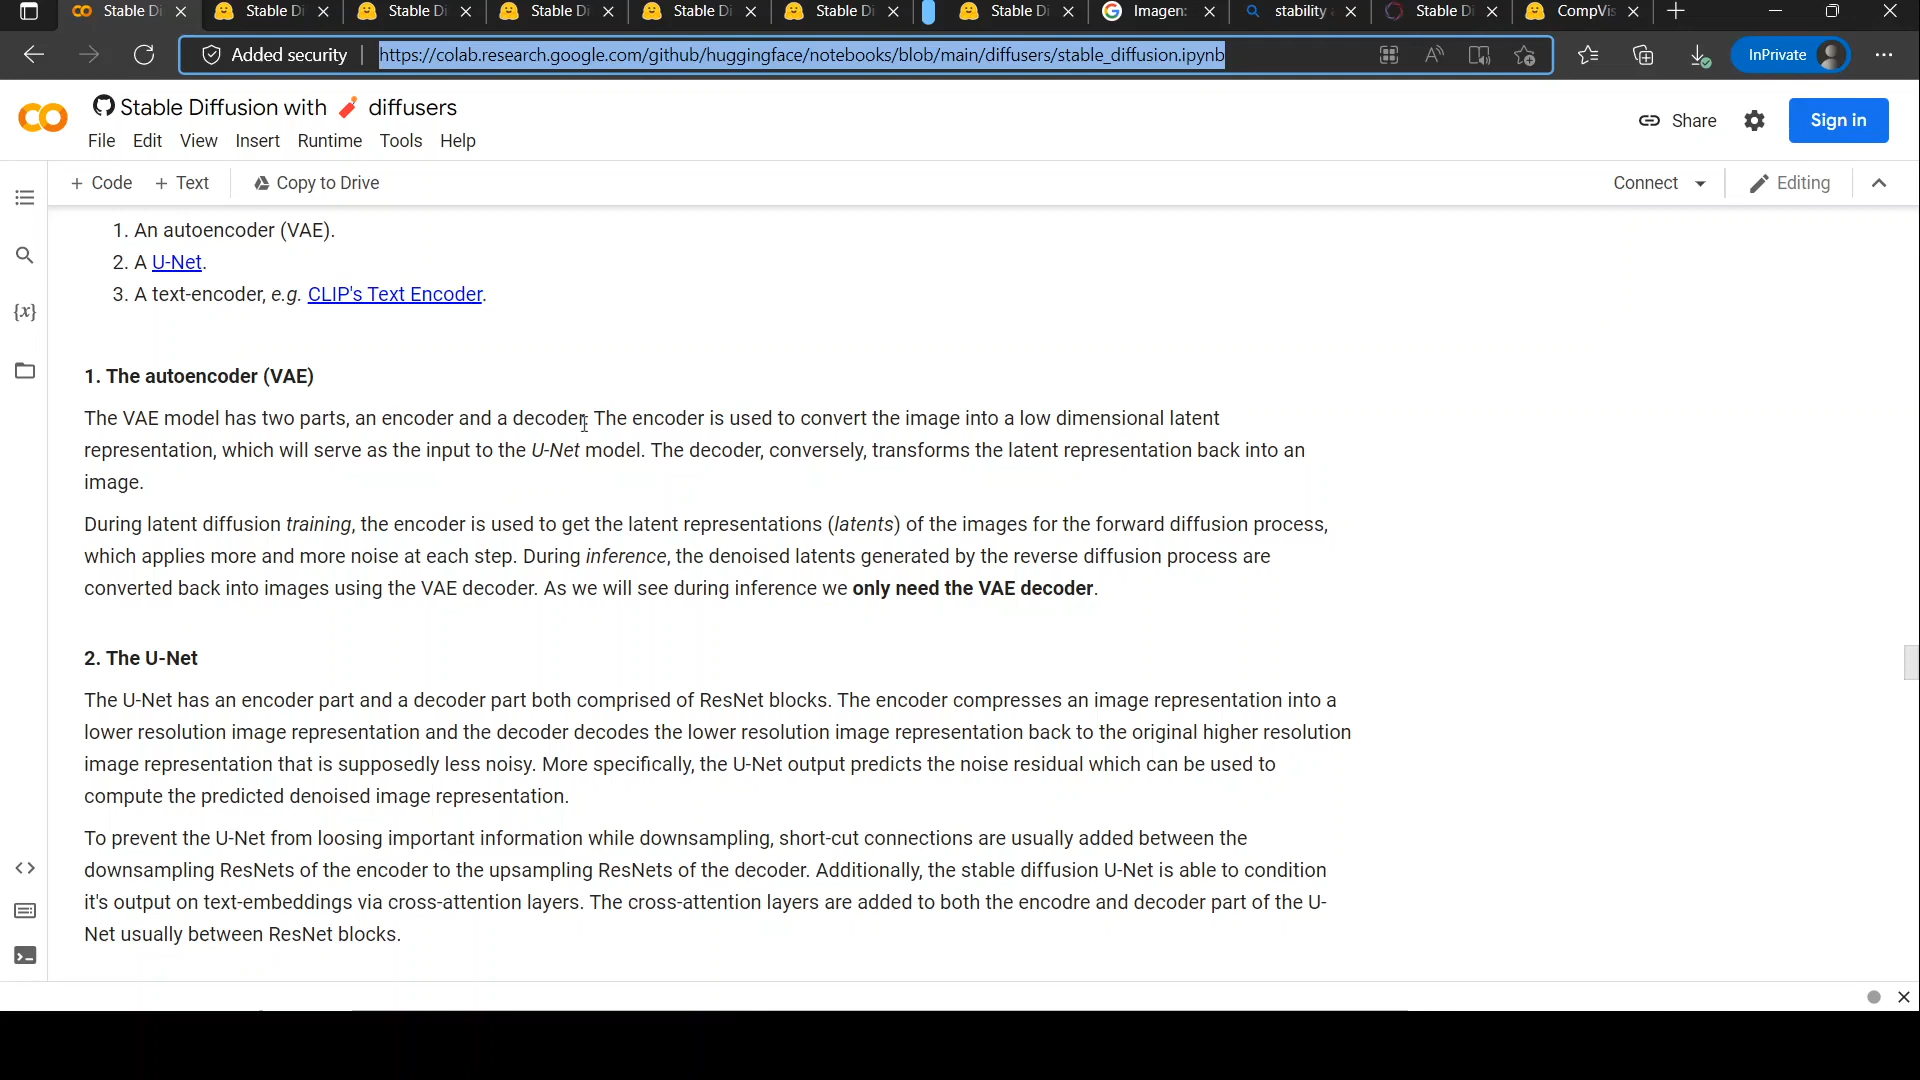 Stable Di Stable Di Stable Di Stable Di Stable Di Stable Di Stable Di Imagen: stability Stable Di CompVis
Added security https://colab.research.google.com/github/huggingface/notebooks/blob/main/diffusers/stable_diffusion.ipynb InPrivate
Stable Diffusion with diffusers
File Edit View Insert Runtime Tools Help
Share Sign in
+ Code + Text Copy to Drive Connect Editing
1. An autoencoder (VAE).
2. A U-Net.
3. A text-encoder, e.g. CLIP's Text Encoder.
1. The autoencoder (VAE)
The VAE model has two parts, an encoder and a decoder. The encoder is used to convert the image into a low dimensional latent
representation, which will serve as the input to the U-Net model. The decoder, conversely, transforms the latent representation back into an
image.
During latent diffusion training, the encoder is used to get the latent representations (latents) of the images for the forward diffusion process,
which applies more and more noise at each step. During inference, the denoised latents generated by the reverse diffusion process are
converted back into images using the VAE decoder. As we will see during inference we only need the VAE decoder.
2. The U-Net
The U-Net has an encoder part and a decoder part both comprised of ResNet blocks. The encoder compresses an image representation into a
lower resolution image representation and the decoder decodes the lower resolution image representation back to the original higher resolution
image representation that is supposedly less noisy. More specifically, the U-Net output predicts the noise residual which can be used to
compute the predicted denoised image representation.
To prevent the U-Net from loosing important information while downsampling, short-cut connections are usually added between the
downsampling ResNets of the encoder to the upsampling ResNets of the decoder. Additionally, the stable diffusion U-Net is able to condition
it's output on text-embeddings via cross-attention layers. The cross-attention layers are added to both the encodre and decoder part of the U-
Net usually between ResNet blocks.